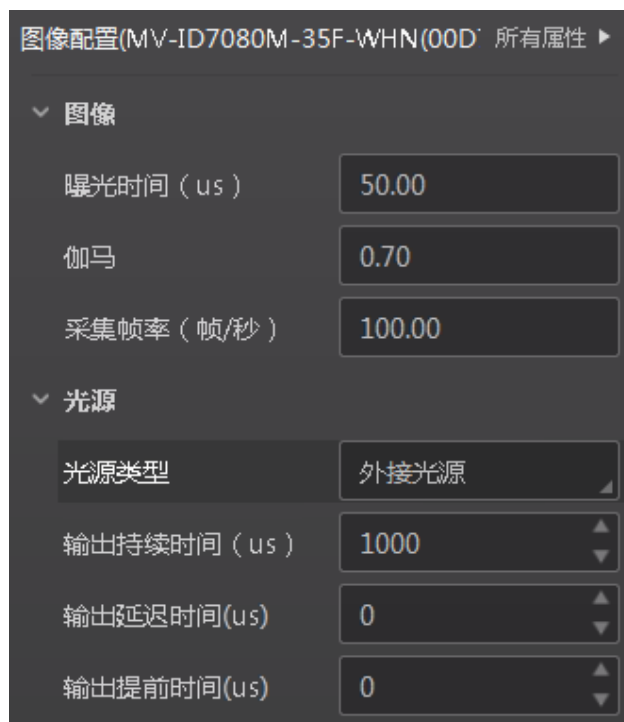 图像配置(MV-ID7080M-35F-WHN(00D 所有属性
图像
曝光时间（us） 50.00
伽马 0.70
采集帧率（帧/秒） 100.00
光源
光源类型 外接光源
输出持续时间（us） 1000
输出延迟时间(us) 0
输出提前时间(us) 0